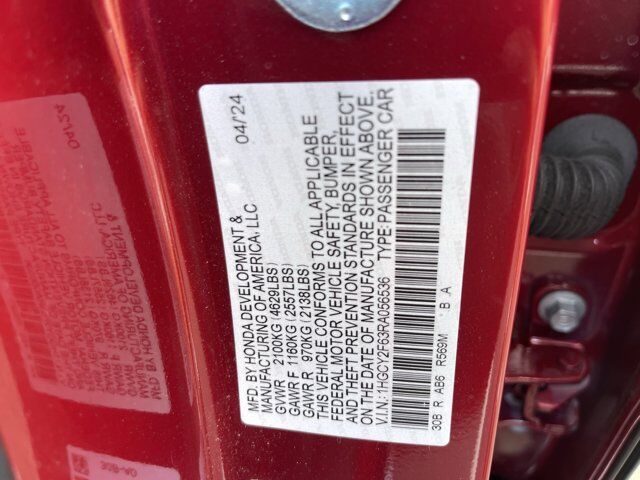 MFD BY HONDA DEVELOPMENT & 04/24
MANUFACTURING OF AMERICA, LLC
GVWR 2100KG (4629LBS)
GAWR F 1160KG (2557LBS)
GAWR R 970KG (2138LBS)
THIS VEHICLE CONFORMS TO ALL APPLICABLE
FEDERAL MOTOR VEHICLE SAFETY, BUMPER,
AND THEFT PREVENTION STANDARDS IN EFFECT
ON THE DATE OF MANUFACTURE SHOWN ABOVE.
V.I.N.: 1HGCY2F63RA056536 TYPE: PASSENGER CAR
30B R AB6 R569M B A